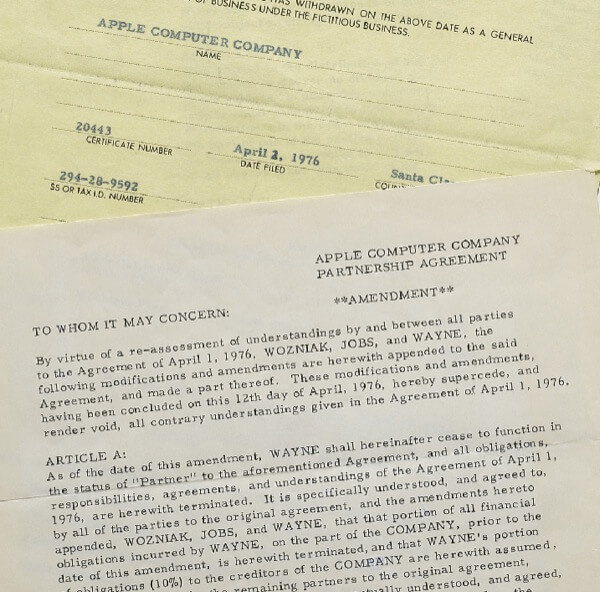 WITHDRAWN ON THE ABOVE DATE AS A GENERAL
OF BUSINESS UNDER THE FICTITIOUS BUSINESS.
APPLE COMPUTER COMPANY
NAME
20443
CERTIFICATE NUMBER
April 2, 1976
DATE FILED
Santa
294-28-9592
SS OR TAX I.D. NUMBER
APPLE COMPUTER COMPANY
PARTNERSHIP AGREEMENT
**AMENDMENT**
TO WHOM IT MAY CONCERN:
By virtue of a re-assessment of understandings by and between all parties
to the Agreement of April 1, 1976, WOZNIAK, JOBS, and WAYNE, the
following modifications and amendments are herewith appended to the said
Agreement, and made a part thereof. These modifications and amendments,
having been concluded on this 12th day of April, 1976, hereby supercede, and
render void, all contrary understandings given in the Agreement of April 1, 1976.
ARTICLE A:
As of the date of this amendment, WAYNE shall hereinafter cease to function in
the status of "Partner" to the aforementioned Agreement, and all obligations,
responsibilities, agreements, and understandings of the Agreement of April 1,
1976, are herewith terminated. It is specifically understood, and agreed to,
by all of the parties to the original agreement, and the amendments hereto
appended, WOZNIAK, JOBS, and WAYNE, that that portion of all financial
obligations incurred by WAYNE, on the part of the COMPANY, prior to the
date of this amendment, is herewith terminated, and that WAYNE's portion
of obligations (10%) to the creditors of the COMPANY are herewith assumed,
the remaining partners to the original agreement,
understood, and agreed,
the